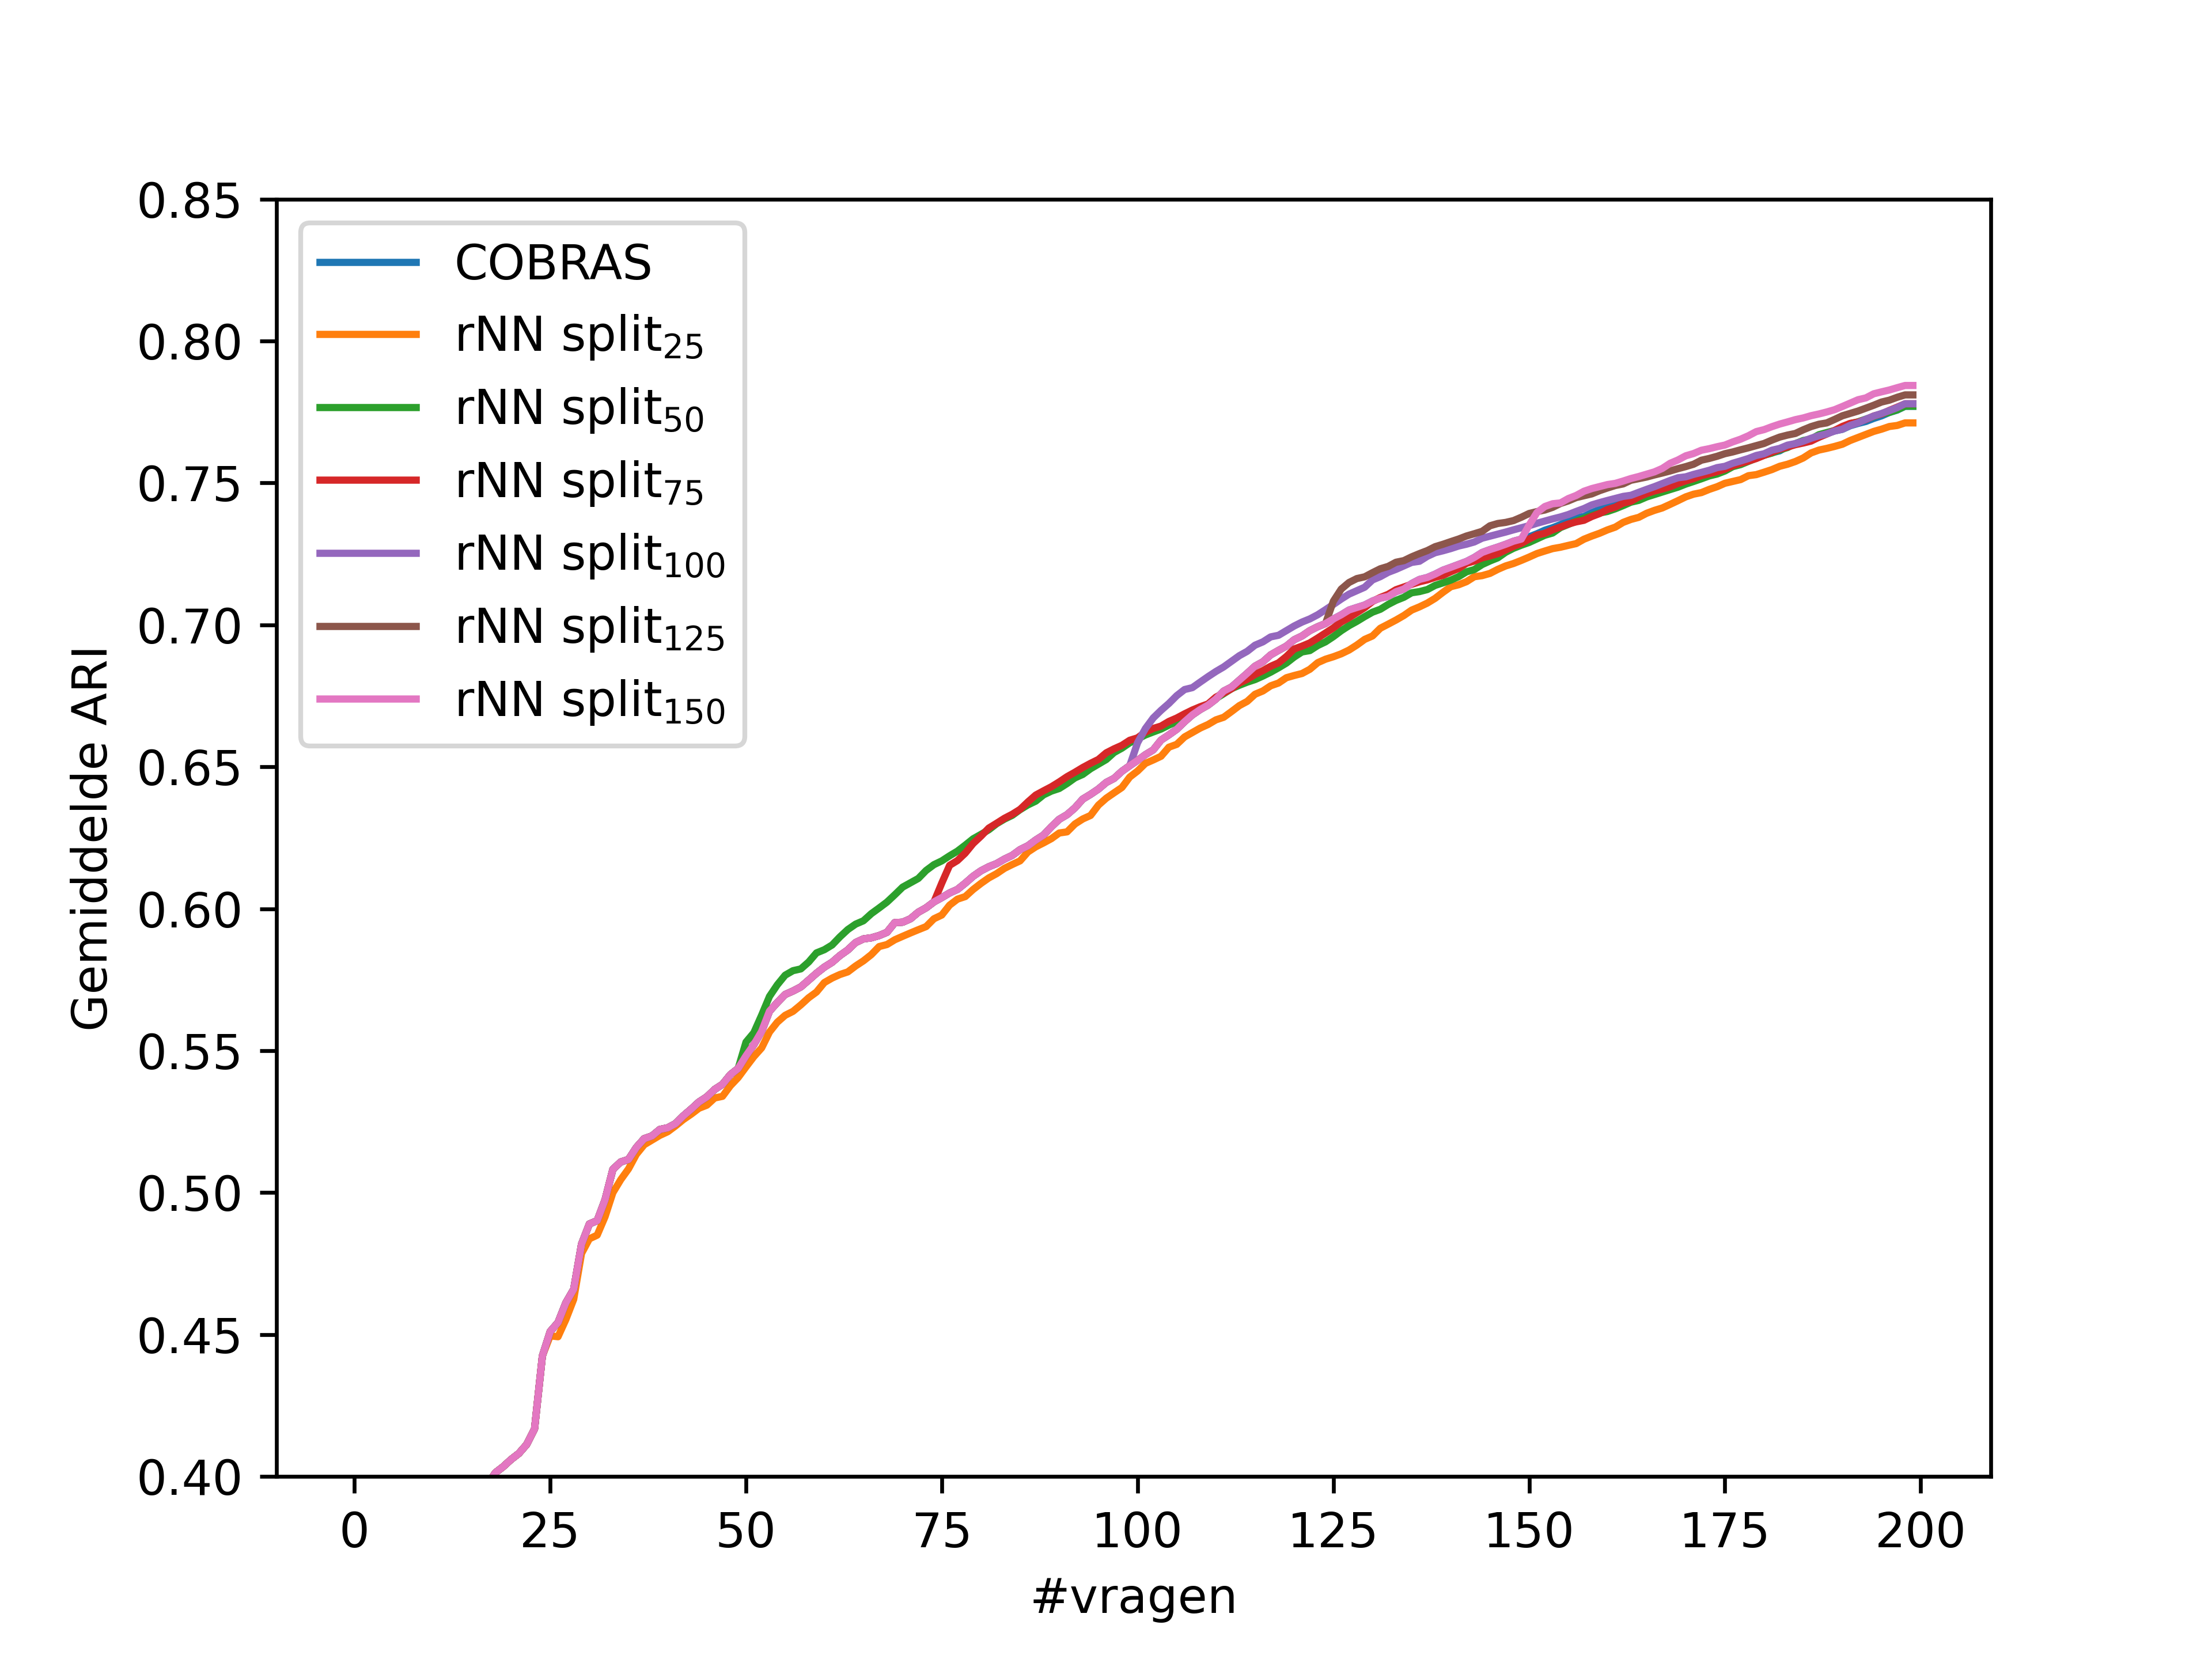 0.85
0.80
0.75
0.70
0.65
0.60
0.55
0.50
0.45
0.40
Gemiddelde ARI
COBRAS
rNN split25
rNN split50
rNN split75
rNN split100
rNN split125
rNN split150
0 25 50 75 100 125 150 175 200
#vragen